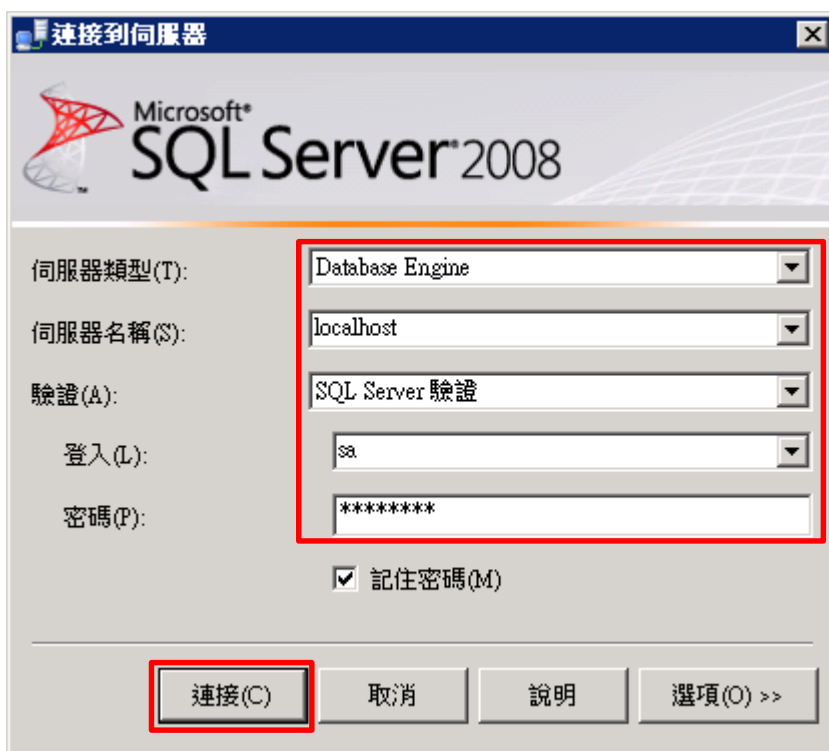 連接到伺服器
Microsoft®
SQL Server® 2008
伺服器類型(T):
Database Engine
伺服器名稱(S):
localhost
驗證(A):
SQL Server 驗證
登入(L):
sa
密碼(P):
********
記住密碼(M)
連接(C)
取消
說明
選項(O) >>